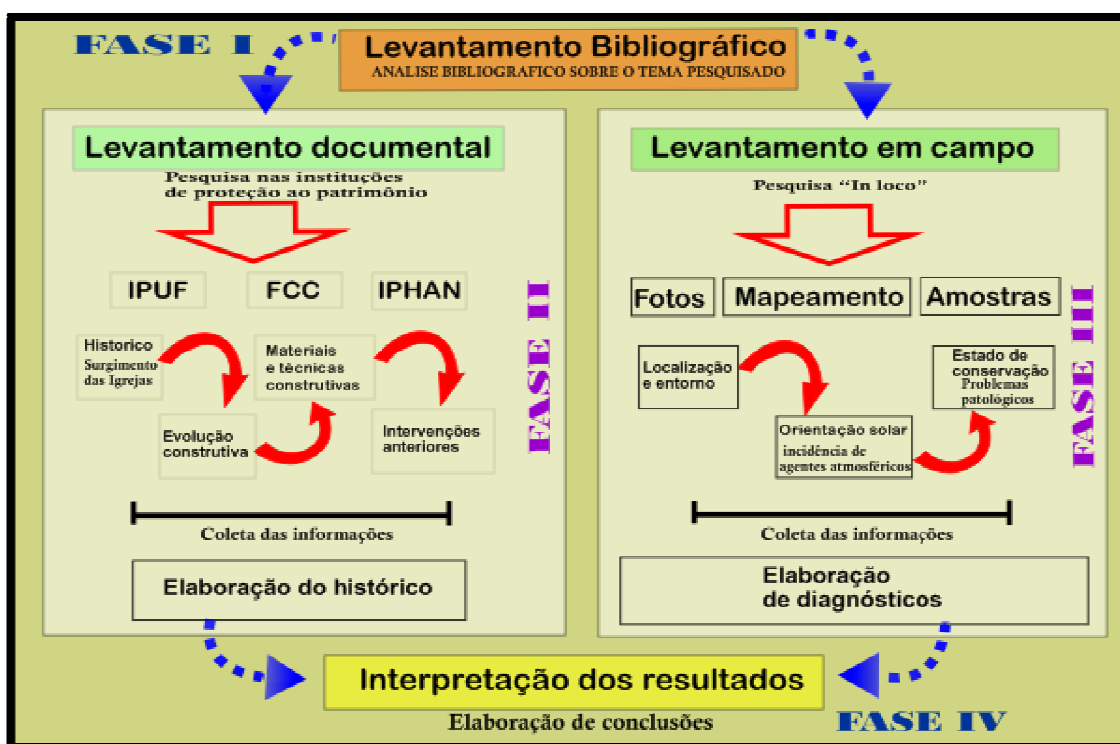 FASE I
Levantamento Bibliográfico
ANALISE BIBLIOGRAFICO SOBRE O TEMA PESQUISADO
Levantamento documental
Pesquisa nas instituições
de proteção ao patrimônio
IPUF
FCC
IPHAN
Historico
Surgimento
das Igrejas
Materiais
e técnicas
construtivas
Evolução
construtiva
Intervenções
anteriores
FASE II
Coleta das informações
Elaboração do histórico
Levantamento em campo
Pesquisa “In loco”
Fotos
Mapeamento
Amostras
Localização
e entorno
Estado de
conservação
Problemas
patológicos
Orientação solar
incidência de
agentes atmosféricos
FASE III
Coleta das informações
Elaboração
de diagnósticos
Interpretação dos resultados
Elaboração de conclusões
FASE IV